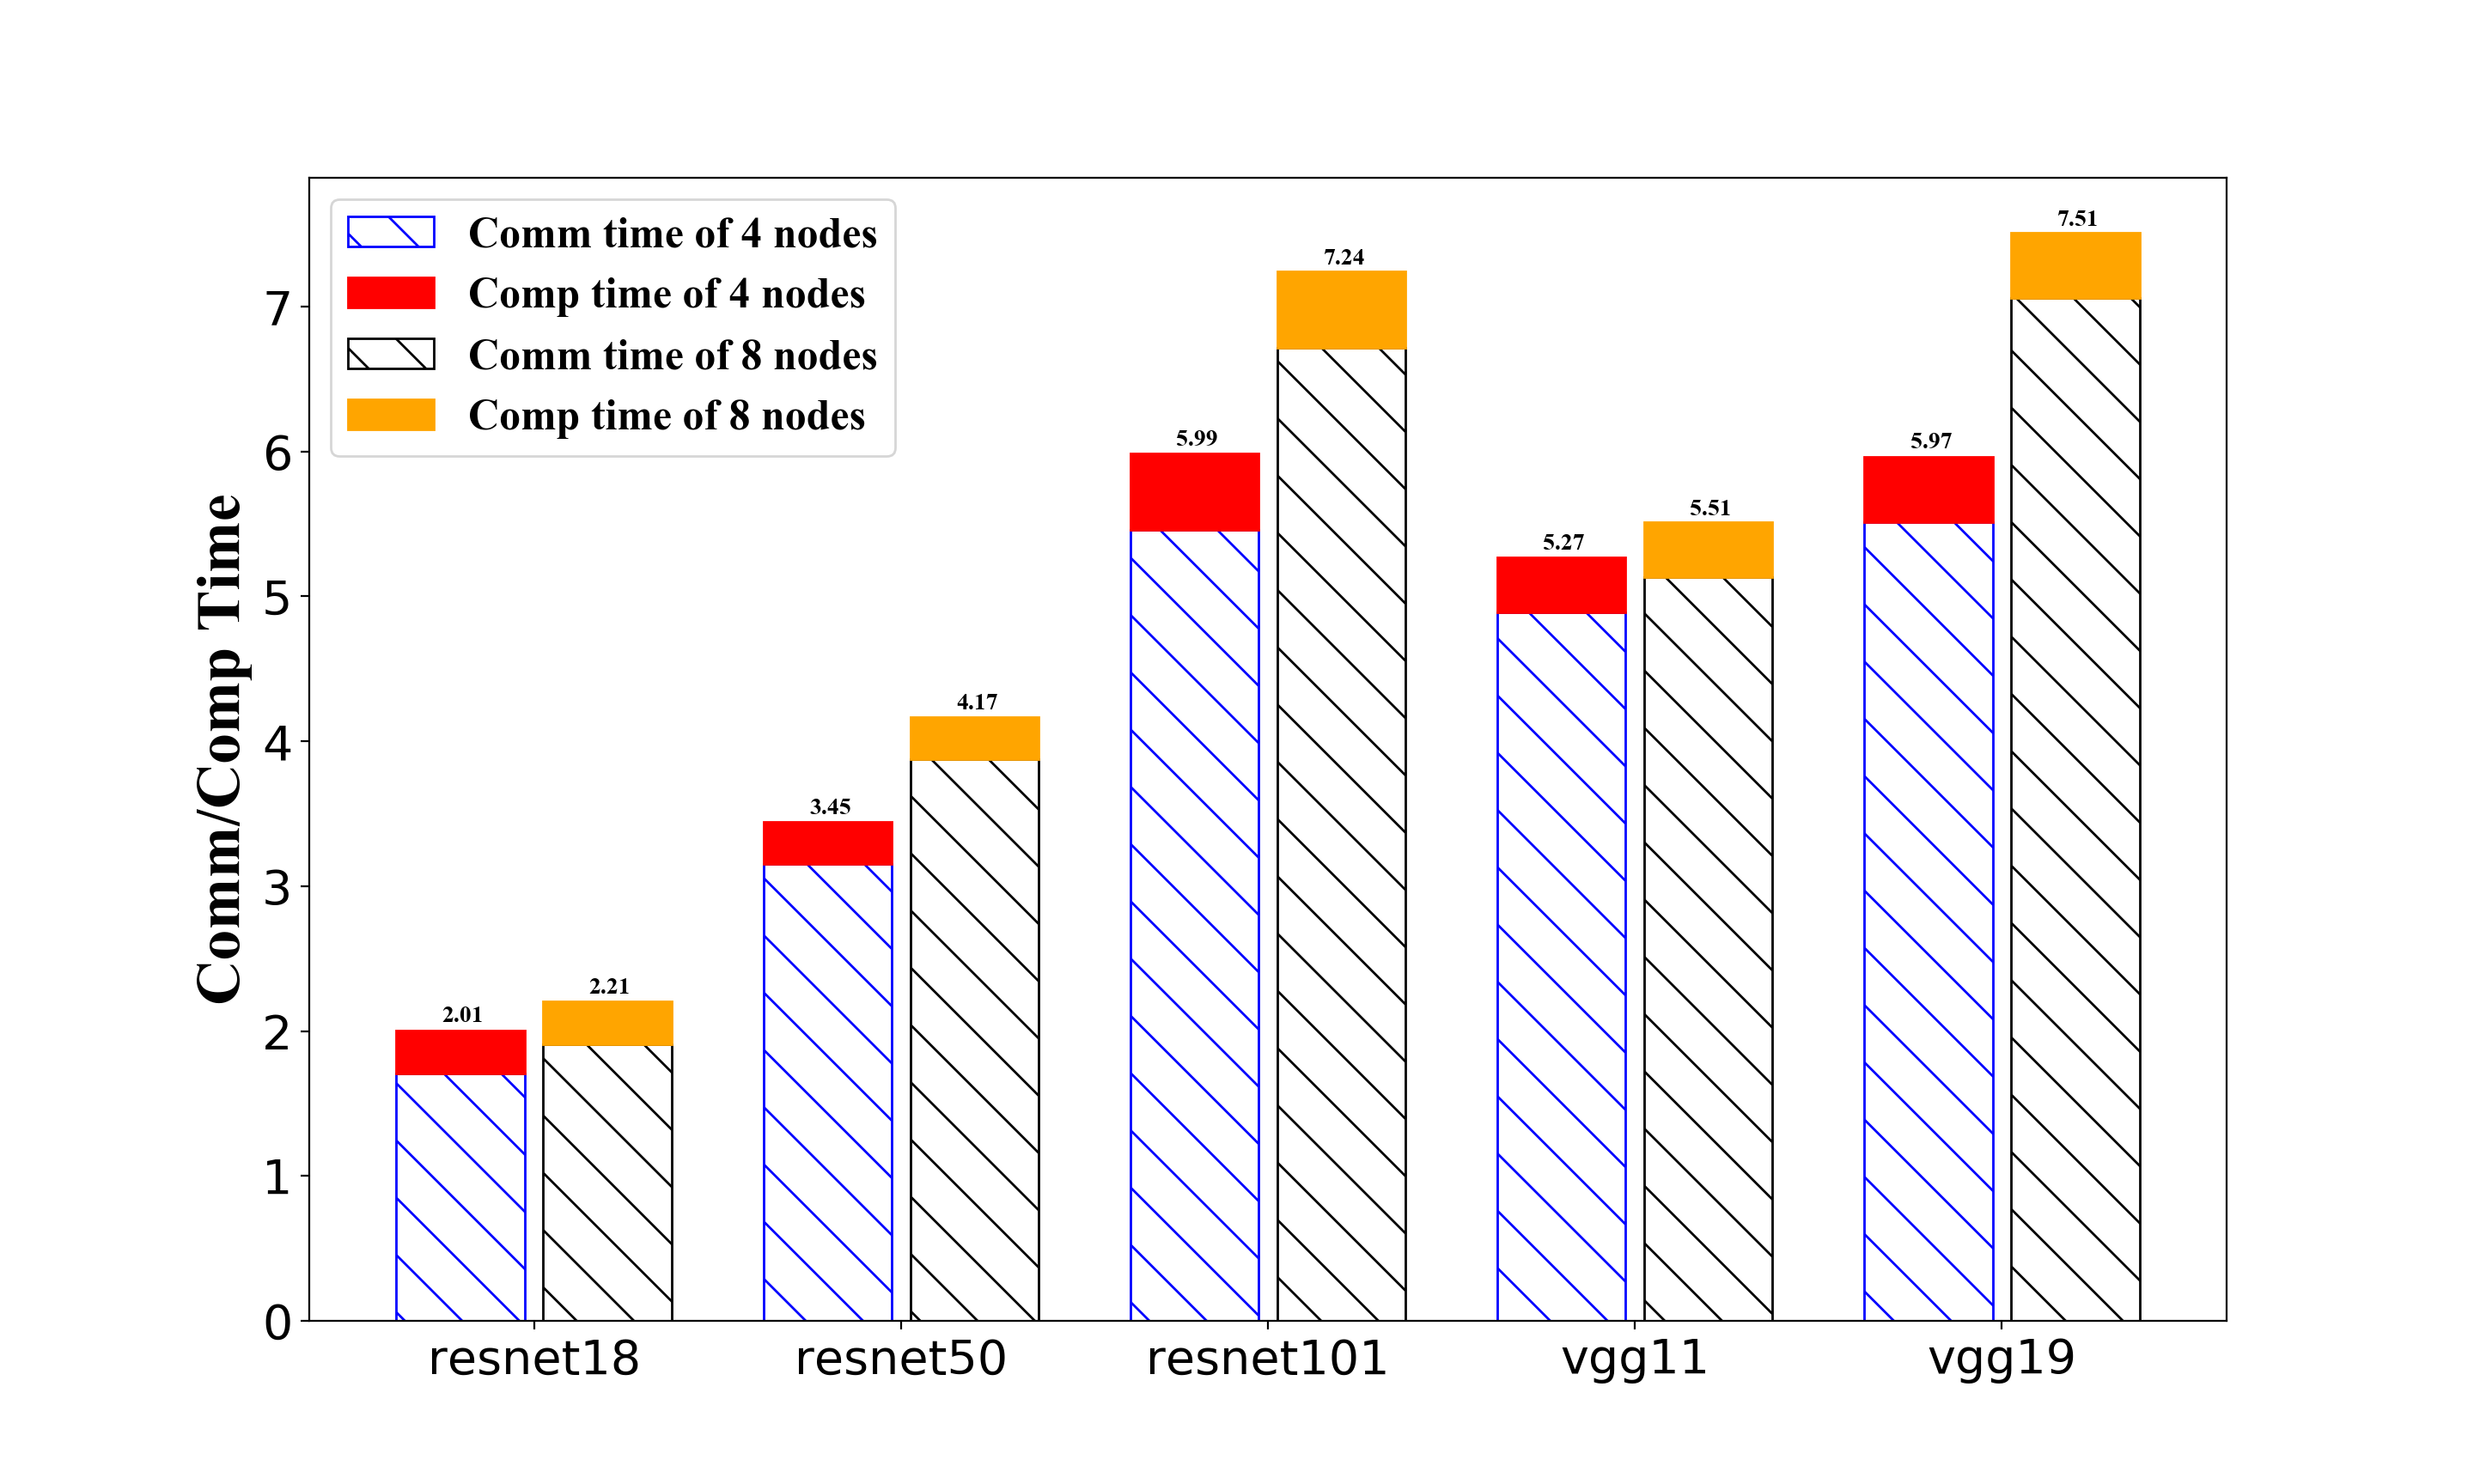 Comm time of 4 nodes
Comp time of 4 nodes
Comm time of 8 nodes
Comp time of 8 nodes
Comm/Comp Time
7
6
5
4
3
2
1
0
2.01
2.21
3.45
4.17
5.99
7.24
5.27
5.51
5.97
7.51
resnet18
resnet50
resnet101
vgg11
vgg19